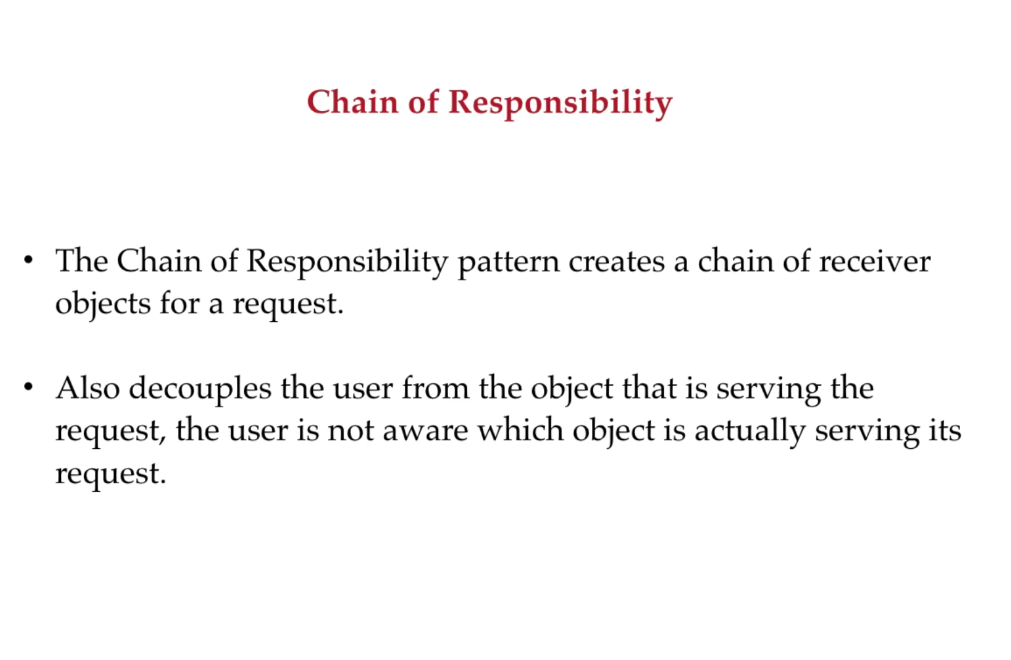 Chain of Responsibility
• The Chain of Responsibility pattern creates a chain of receiver
objects for a request.
• Also decouples the user from the object that is serving the
request, the user is not aware which object is actually serving its
request.